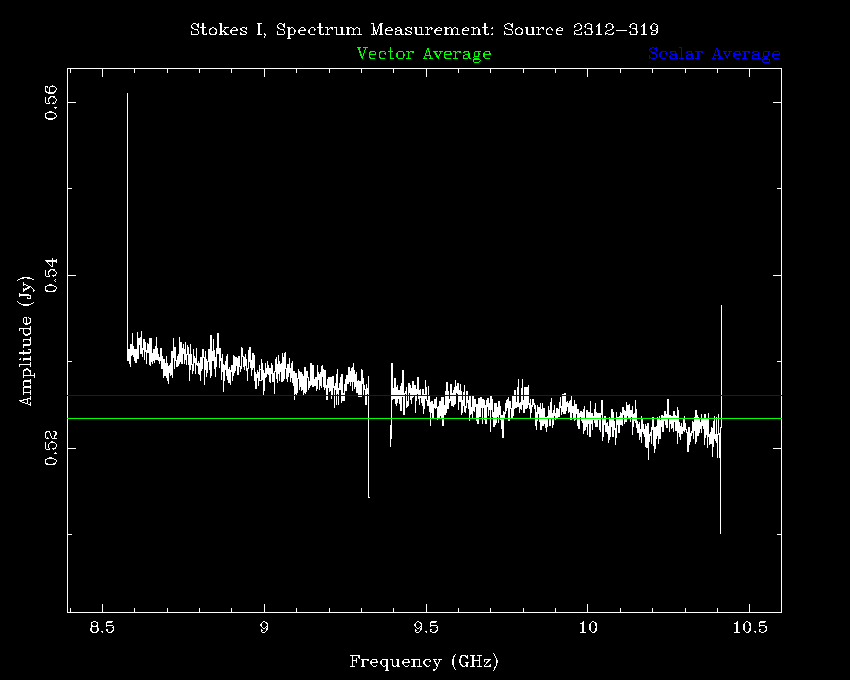 Stokes I, Spectrum Measurement: Source 2312-319
Vector Average Scalar Average
0.56
0.54
0.52
Amplitude (Jy)
8.5 9 9.5 10 10.5
Frequency (GHz)